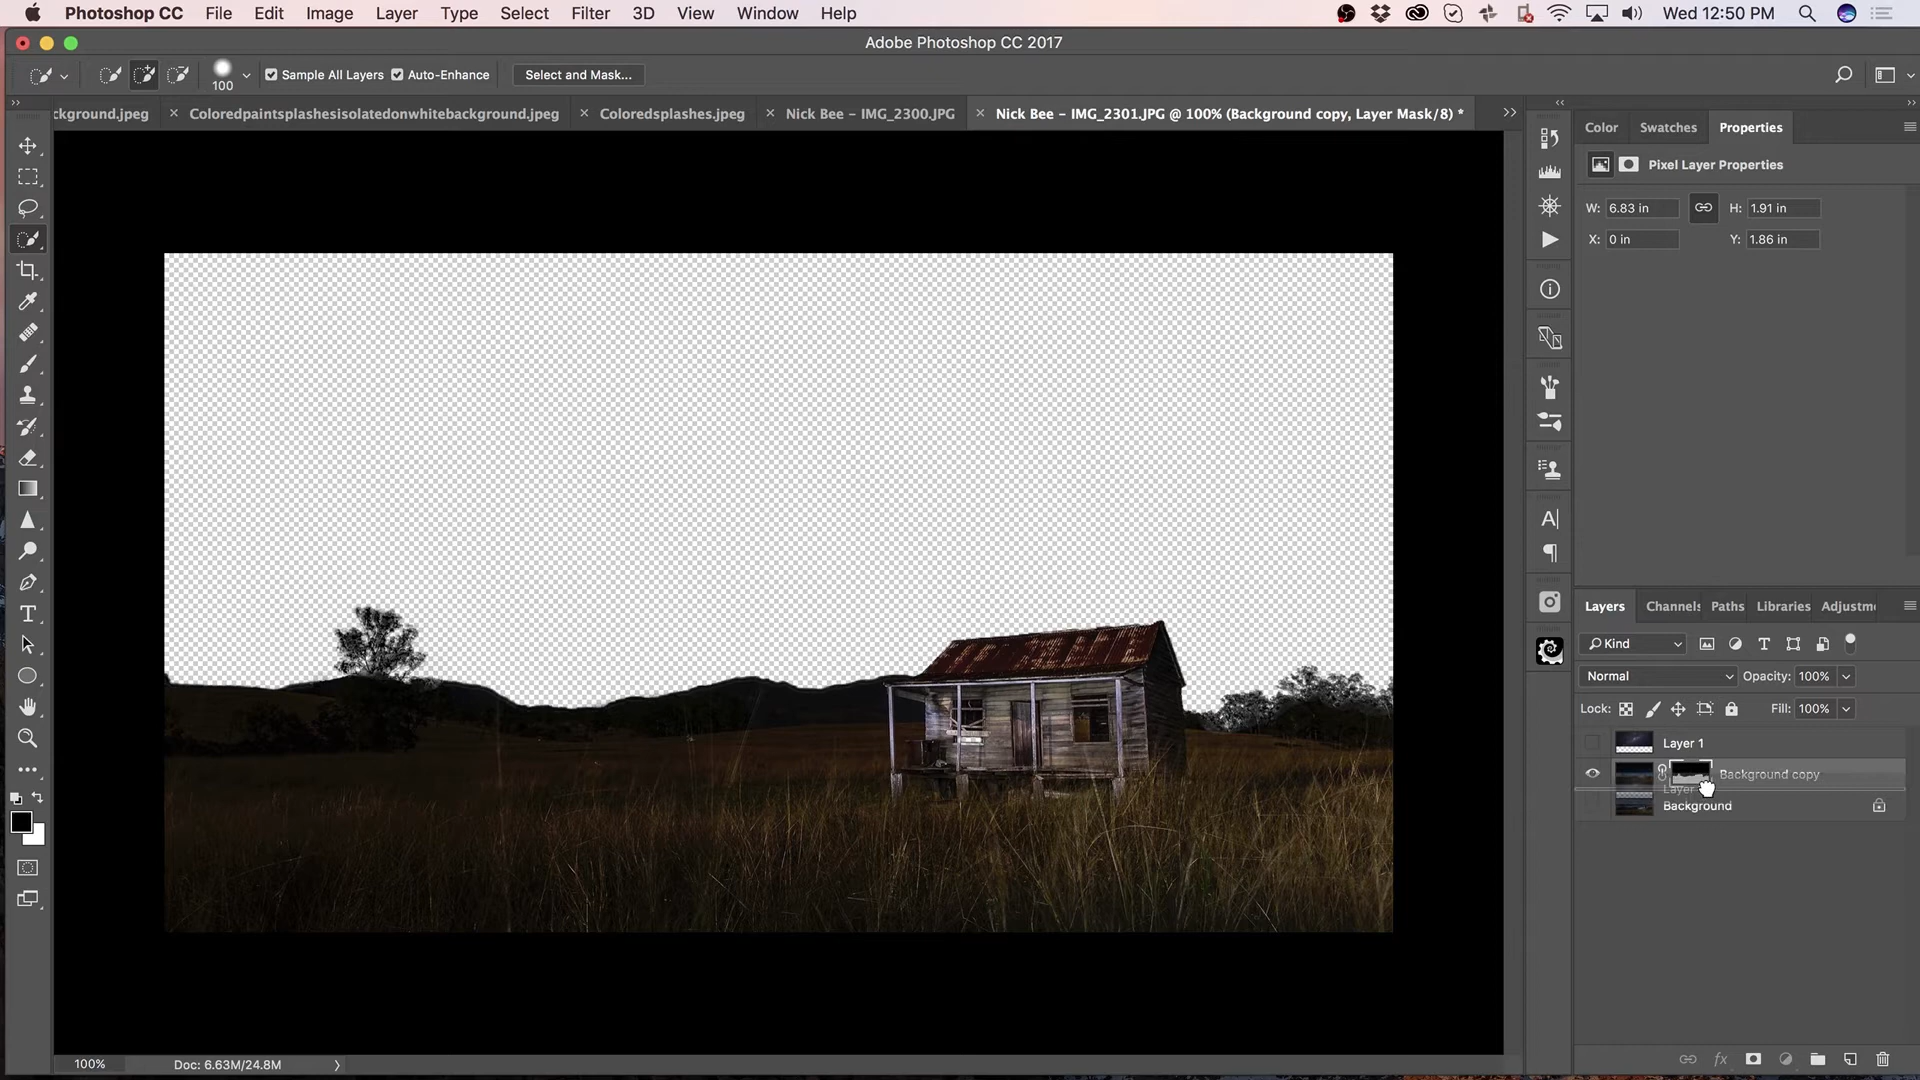 Photoshop CC File Edit Image Layer Type Select Filter 3D View Window Help Wed 12:50 PM
Adobe Photoshop CC 2017
100 Sample All Layers Auto-Enhance Select and Mask...
ckground.jpeg Coloredpaintsplashesisolatedonwhitebackground.jpeg Coloredsplashes.jpeg Nick Bee – IMG_2300.JPG Nick Bee – IMG_2301.JPG @ 100% (Background copy, Layer Mask/8) *
Color Swatches Properties
Pixel Layer Properties
W: 6.83 in H: 1.91 in
X: 0 in Y: 1.86 in
Layers Channels Paths Libraries Adjustme
Kind
Normal Opacity: 100%
Lock: Fill: 100%
Layer 1
Background copy
Layer
Background
100% Doc: 6.63M/24.8M